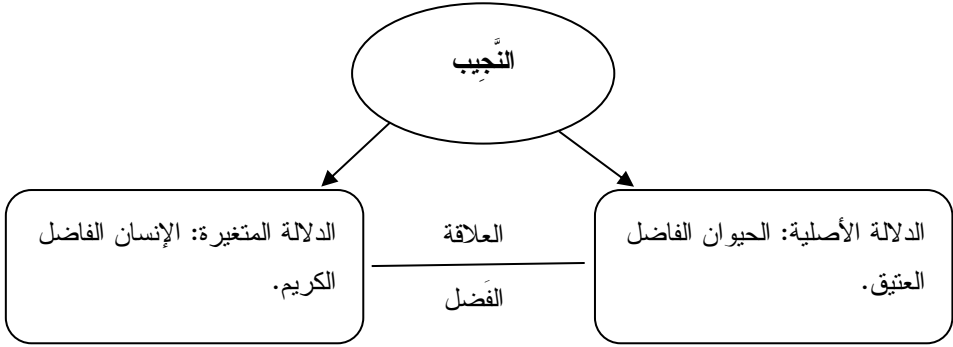 النَّجِيب
الدلالة الأصلية: الحيوان الفاضل
العتيق.
العلاقة
الفَضل
الدلالة المتغيرة: الإنسان الفاضل
الكريم.